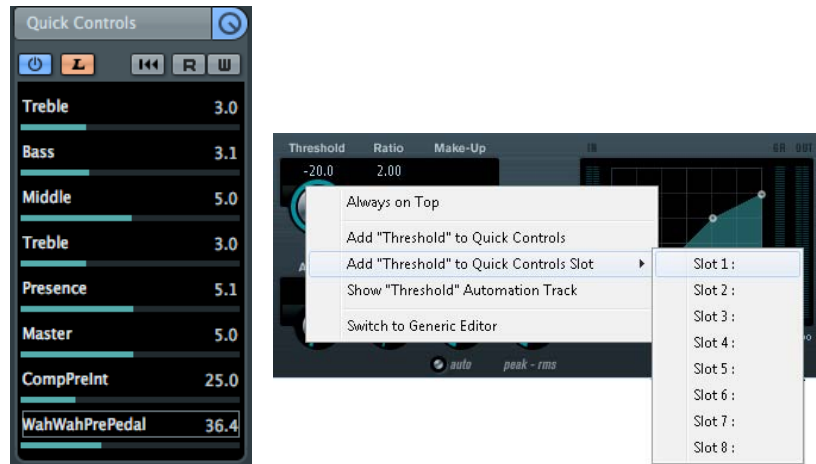 Quick Controls
L R W
Treble 3.0
Bass 3.1
Middle 5.0
Treble 3.0
Presence 5.1
Master 5.0
CompPreInt 25.0
WahWahPrePedal 36.4
Threshold Ratio Make-Up IN GR OUT
-20.0 2.00
Always on Top
Add "Threshold" to Quick Controls
Add "Threshold" to Quick Controls Slot
Show "Threshold" Automation Track
Switch to Generic Editor
auto peak - rms
Slot 1 :
Slot 2 :
Slot 3 :
Slot 4 :
Slot 5 :
Slot 6 :
Slot 7 :
Slot 8 :